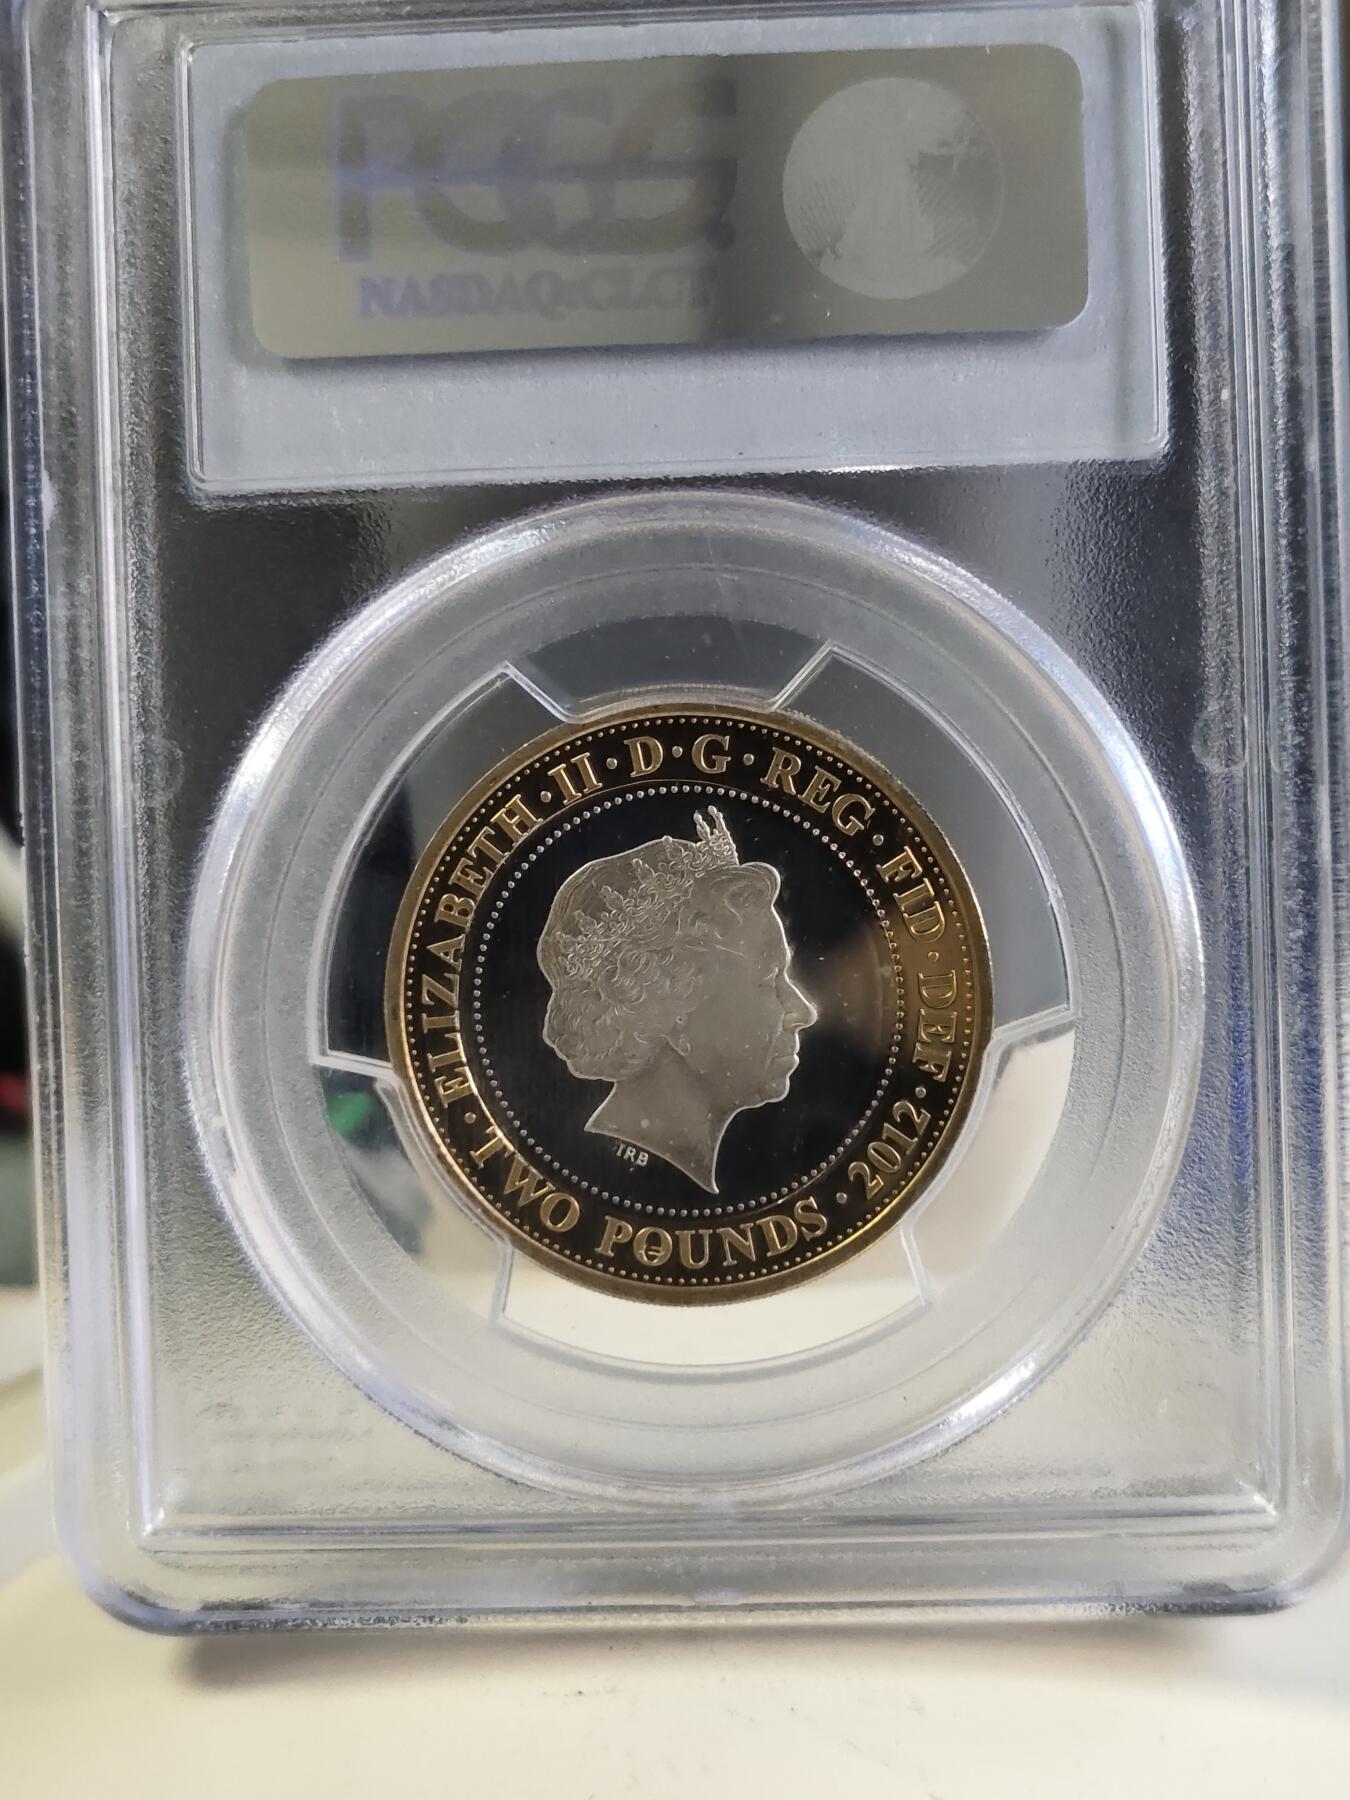 PCGS
NASDAQ:CLCT
·ELIZABETH·II·D·G·REG·FID·DEF·2012·
TWO POUNDS
IRB